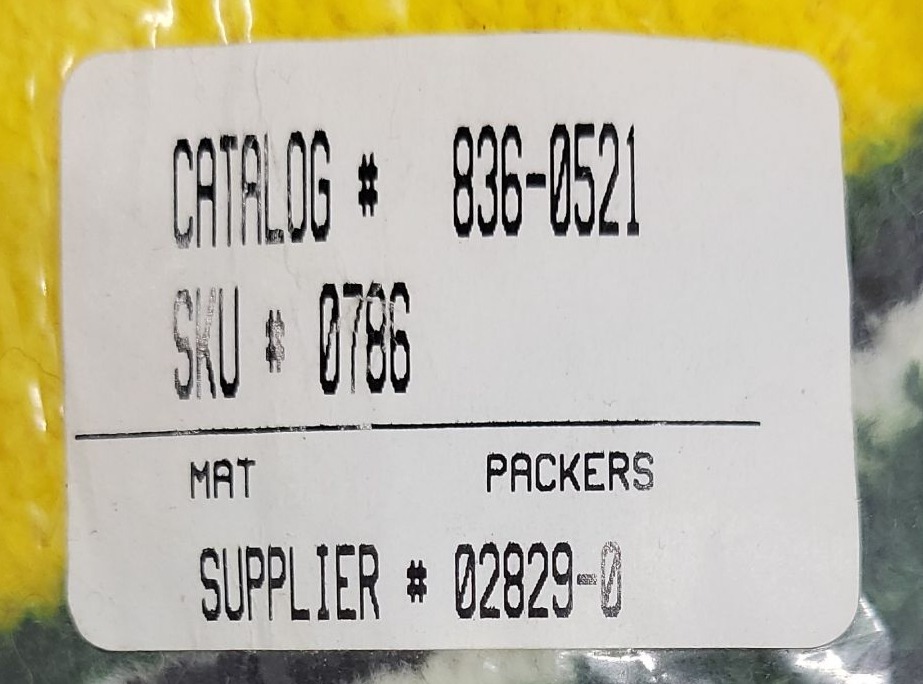 CATALOG # 836-0521
SKU # 0786
MAT PACKERS
SUPPLIER # 02829-0